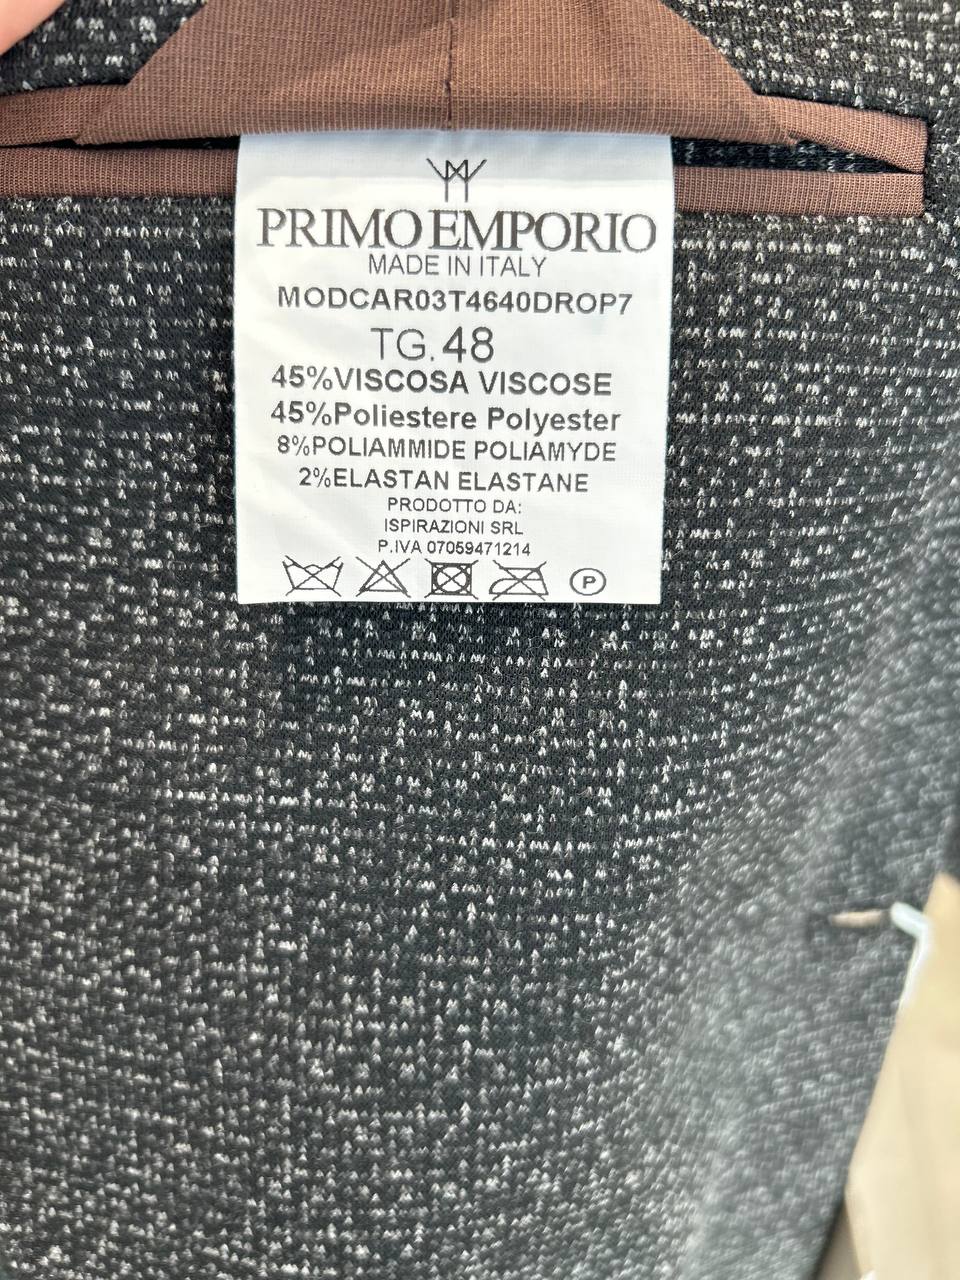 PRIMO EMPORIO
MADE IN ITALY
MODCAR03T4640DROP7
TG.48
45%VISCOSA VISCOSE
45%Poliestere Polyester
8%POLIAMMIDE POLIAMYDE
2%ELASTAN ELASTANE
PRODOTTO DA:
ISPIRAZIONI SRL
P.IVA 07059471214
P